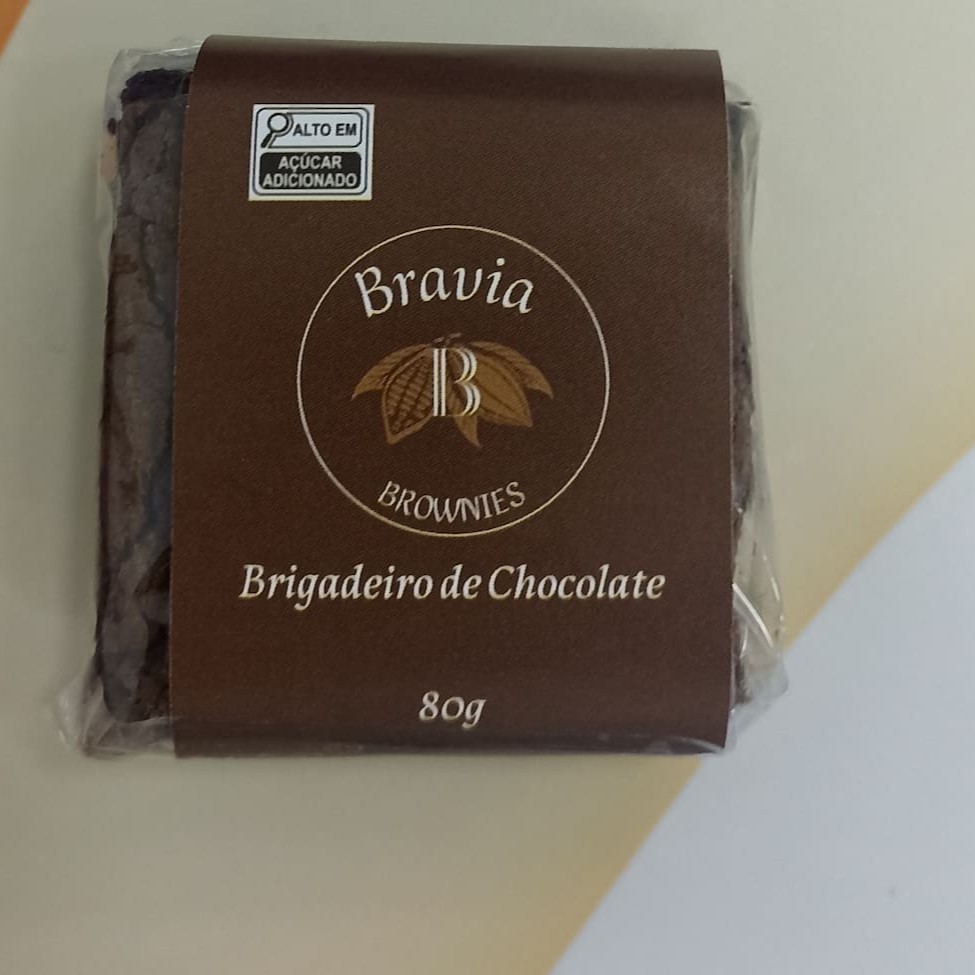 ALTO EM
AÇÚCAR
ADICIONADO
Bravia
B
BROWNIES
Brigadeiro de Chocolate
80g